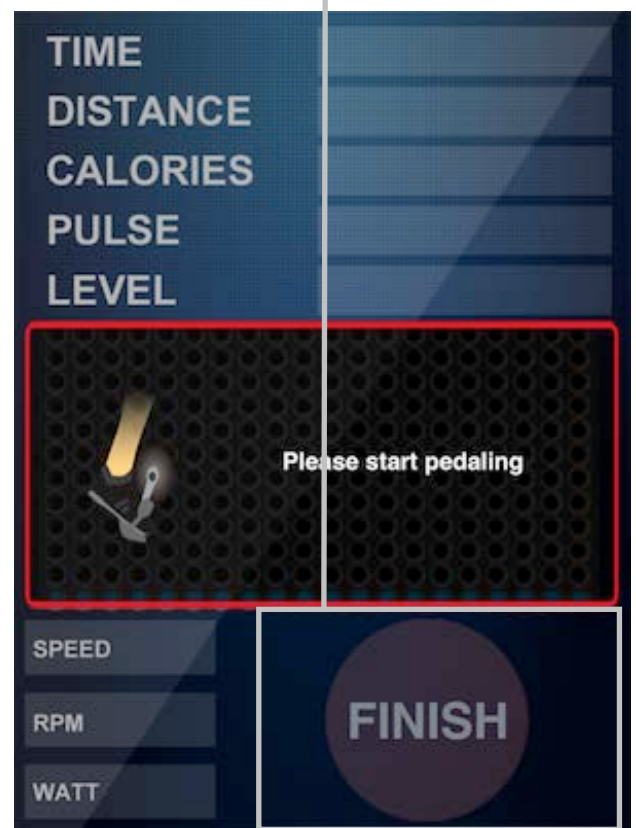 TIME
DISTANCE
CALORIES
PULSE
LEVEL
Please start pedaling
SPEED
RPM
WATT
FINISH